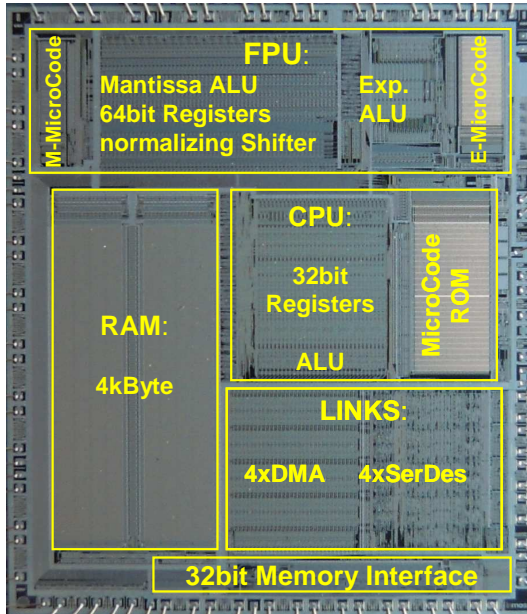 FPU:
M-MicroCode
Mantissa ALU
64bit Registers
normalizing Shifter
Exp.
ALU
E-MicroCode
RAM:
4kByte
CPU:
32bit
Registers
ALU
MicroCode
ROM
LINKS:
4xDMA
4xSerDes
32bit Memory Interface